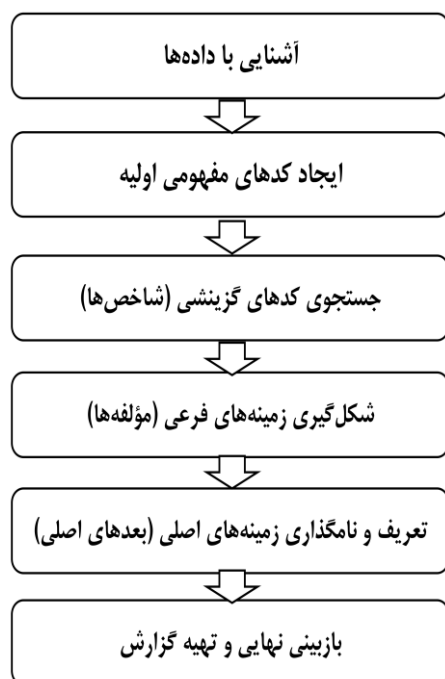 آشنایی با داده‌ها
ایجاد کدهای مفهومی اولیه
جستجوی کدهای گزینشی (شاخص‌ها)
شکل‌گیری زمینه‌های فرعی (مؤلفه‌ها)
تعریف و نامگذاری زمینه‌های اصلی (بعدهای اصلی)
بازبینی نهایی و تهیه گزارش